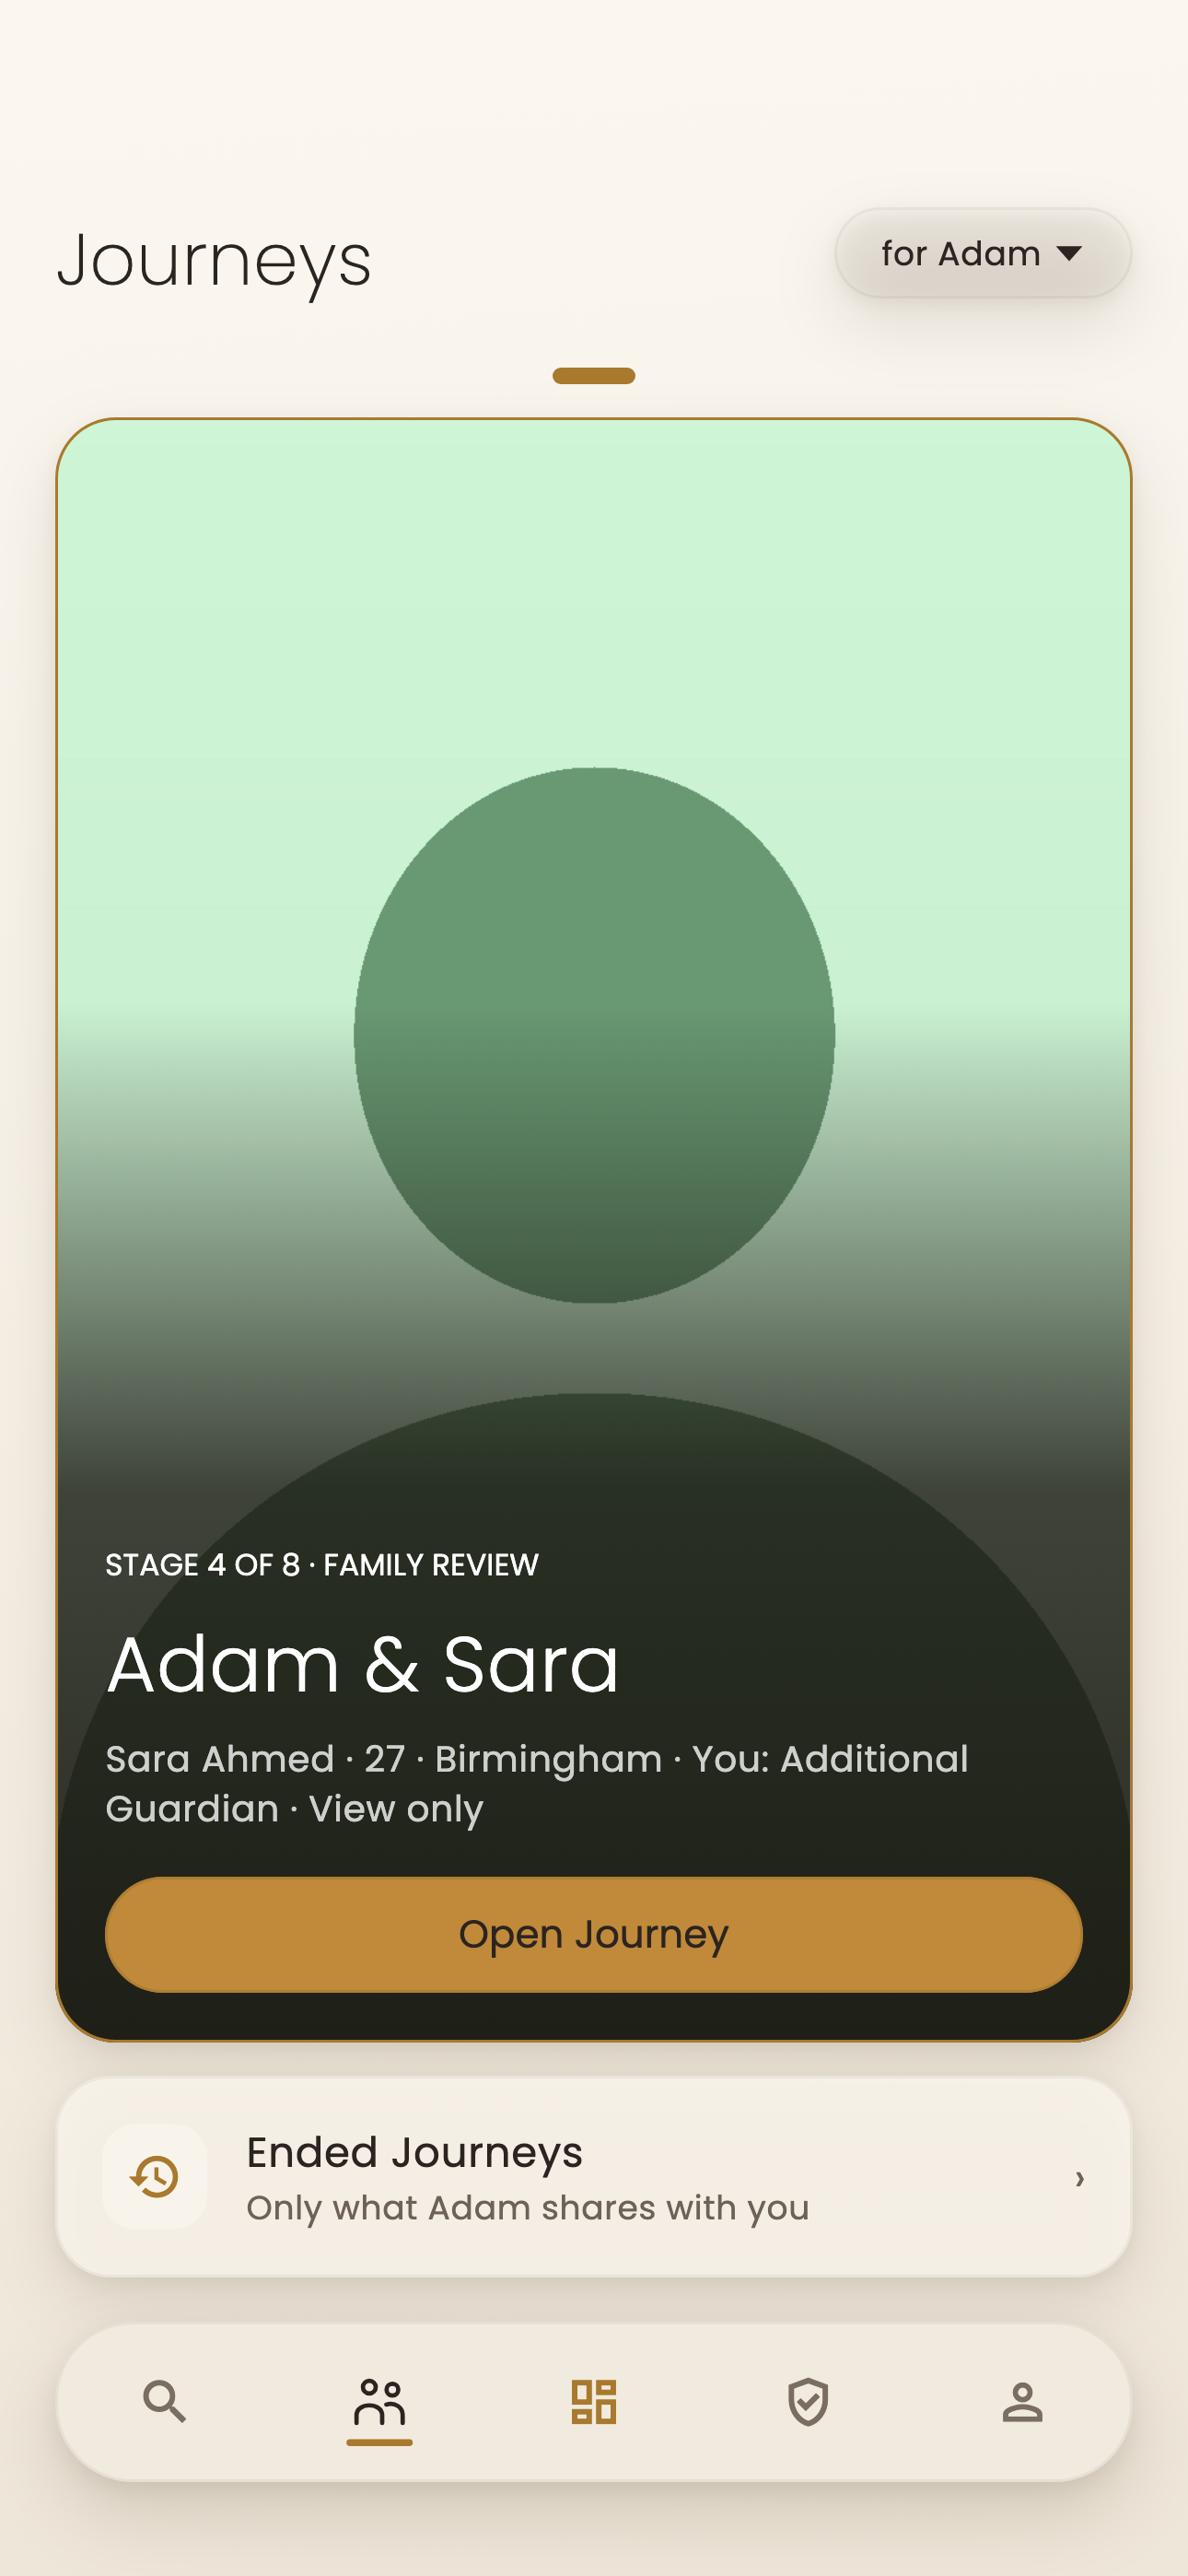 Journeys
for Adam
STAGE 4 OF 8 · FAMILY REVIEW
Adam & Sara
Sara Ahmed · 27 · Birmingham · You: Additional
Guardian · View only
Open Journey
Ended Journeys
Only what Adam shares with you